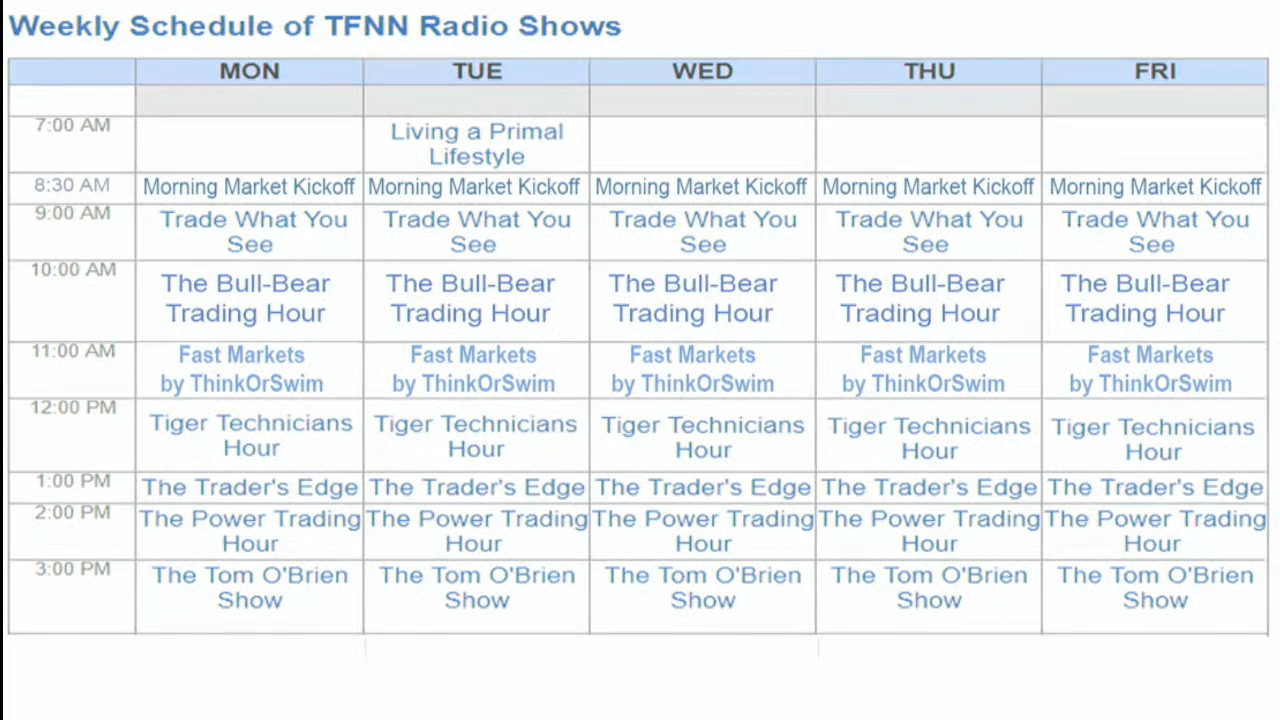 Weekly Schedule of TFNN Radio Shows
MON TUE WED THU FRI
7:00 AM Living a Primal
Lifestyle
8:30 AM Morning Market Kickoff Morning Market Kickoff Morning Market Kickoff Morning Market Kickoff Morning Market Kickoff
9:00 AM Trade What You Trade What You Trade What You Trade What You Trade What You
See See See See See
10:00 AM The Bull-Bear The Bull-Bear The Bull-Bear The Bull-Bear The Bull-Bear
Trading Hour Trading Hour Trading Hour Trading Hour Trading Hour
11:00 AM Fast Markets Fast Markets Fast Markets Fast Markets Fast Markets
by ThinkOrSwim by ThinkOrSwim by ThinkOrSwim by ThinkOrSwim by ThinkOrSwim
12:00 PM Tiger Technicians Tiger Technicians Tiger Technicians Tiger Technicians Tiger Technicians
Hour Hour Hour Hour Hour
1:00 PM The Trader's Edge The Trader's Edge The Trader's Edge The Trader's Edge The Trader's Edge
2:00 PM The Power Trading The Power Trading The Power Trading The Power Trading The Power Trading
Hour Hour Hour Hour Hour
3:00 PM The Tom O'Brien The Tom O'Brien The Tom O'Brien The Tom O'Brien The Tom O'Brien
Show Show Show Show Show